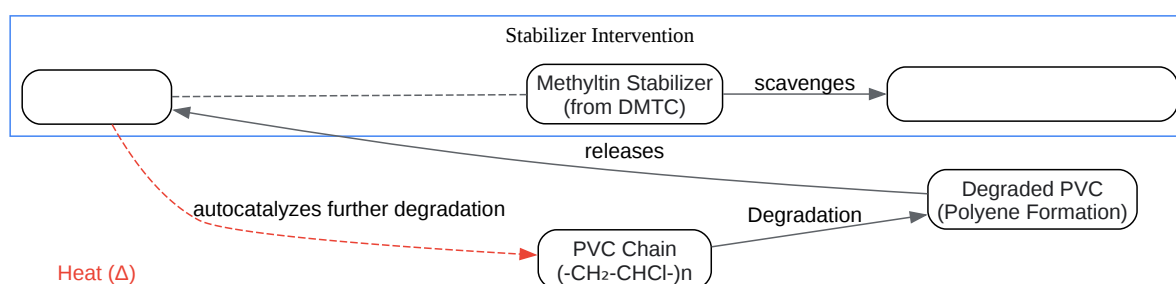 Stabilizer Intervention
Methyltin Stabilizer
(from DMTC)
scavenges
releases
Degraded PVC
(Polyene Formation)
autocatalyzes further degradation
Degradation
PVC Chain
(-CH₂-CHCl-)n
Heat (Δ)